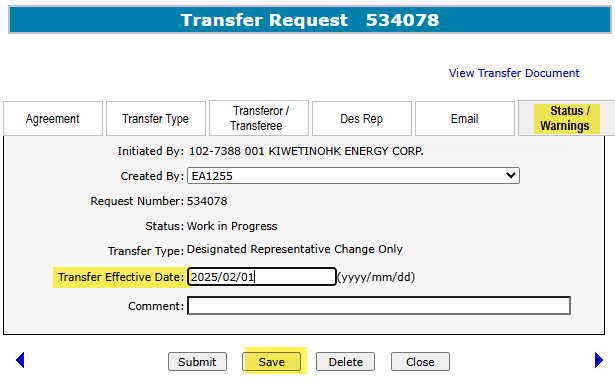 Transfer Request 534078
View Transfer Document
Agreement
Transfer Type
Transferor /
Transferee
Des Rep
Email
Status /
Warnings
Initiated By: 102-7388 001 KIWETINOHK ENERGY CORP.
Created By: EA1255
Request Number: 534078
Status: Work in Progress
Transfer Type: Designated Representative Change Only
Transfer Effective Date: 2025/02/01 (yyyy/mm/dd)
Comment:
Submit Save Delete Close